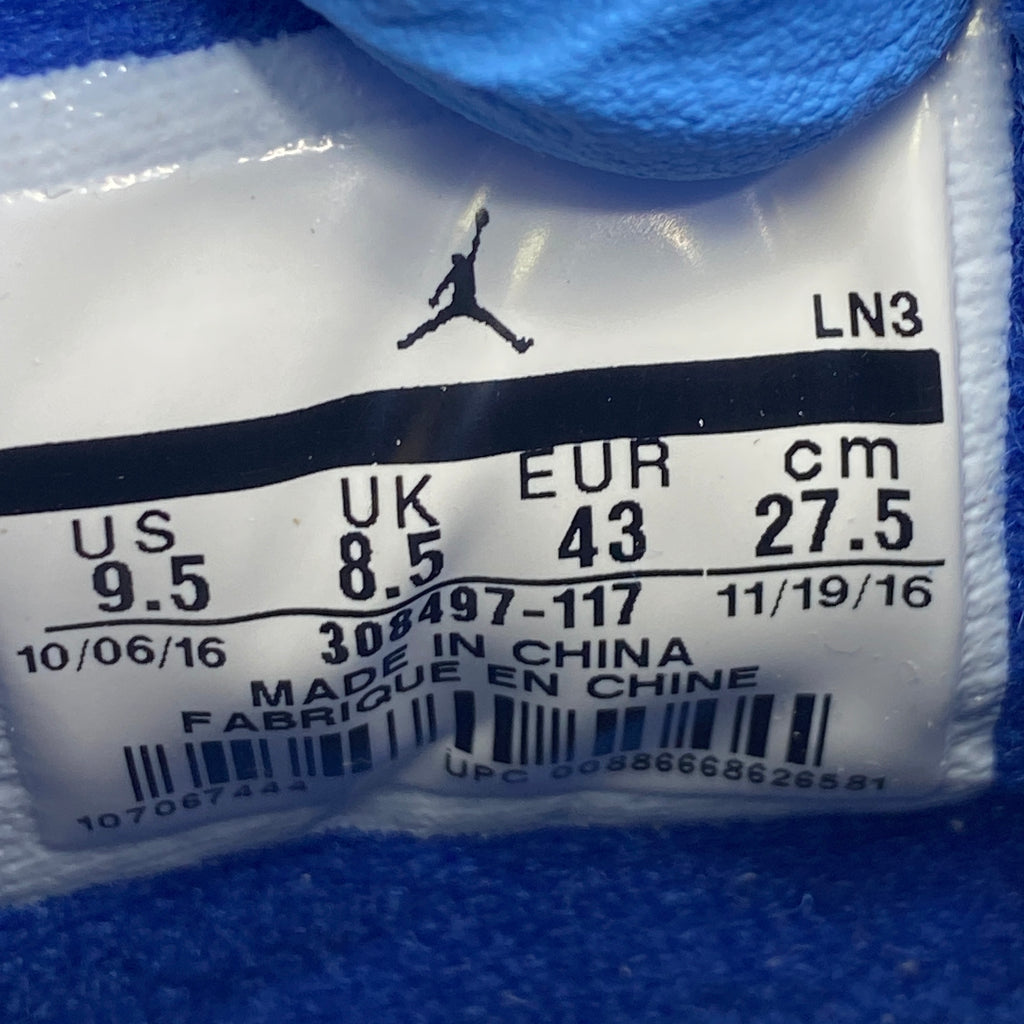 LN3
US UK EUR cm
9.5 8.5 43 27.5
10/06/16 308497-117 11/19/16
MADE IN CHINA
FABRIQUE EN CHINE
107067444 UPC 00886668626581